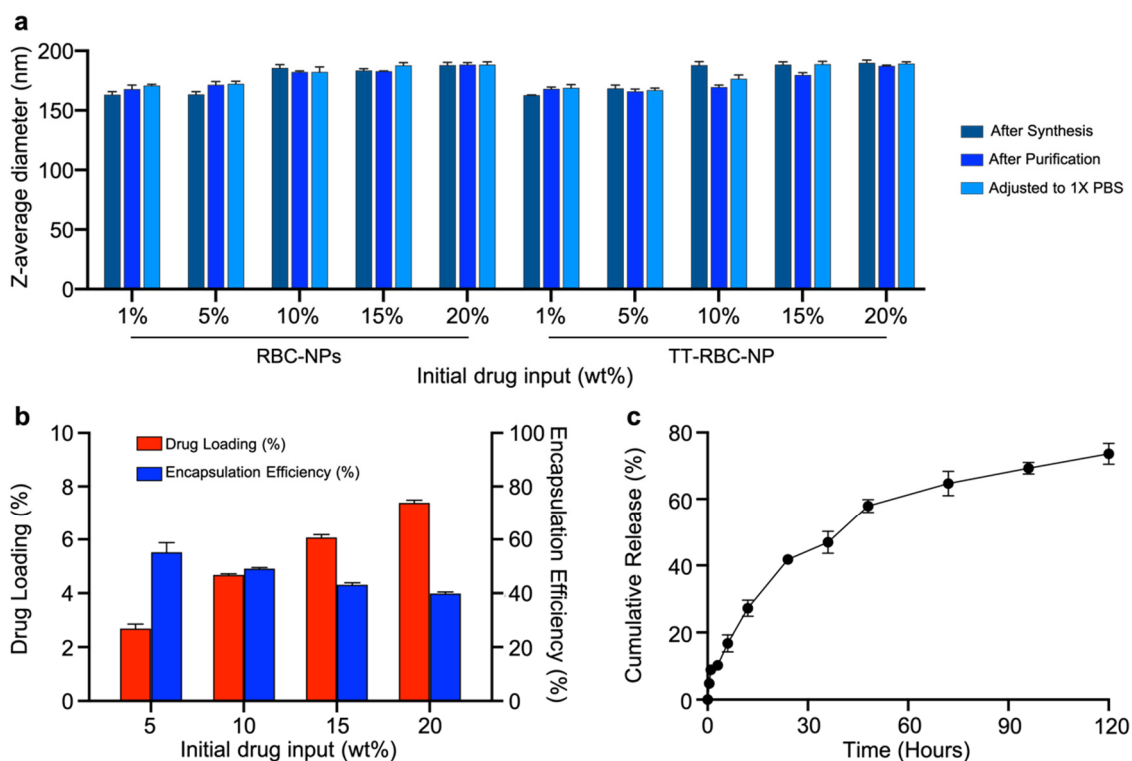 a
Z-average diameter (nm)
200
150
100
50
0
1% 5% 10% 15% 20% 1% 5% 10% 15% 20%
RBC-NPs TT-RBC-NP
Initial drug input (wt%)
After Synthesis
After Purification
Adjusted to 1X PBS
b
Drug Loading (%)
10
8
6
4
2
0
Drug Loading (%)
Encapsulation Efficiency (%)
100
80
60
40
20
0
Encapsulation Efficiency
(%)
5 10 15 20
Initial drug input (wt%)
c
Cumulative Release (%)
80
60
40
20
0
0 30 60 90 120
Time (Hours)